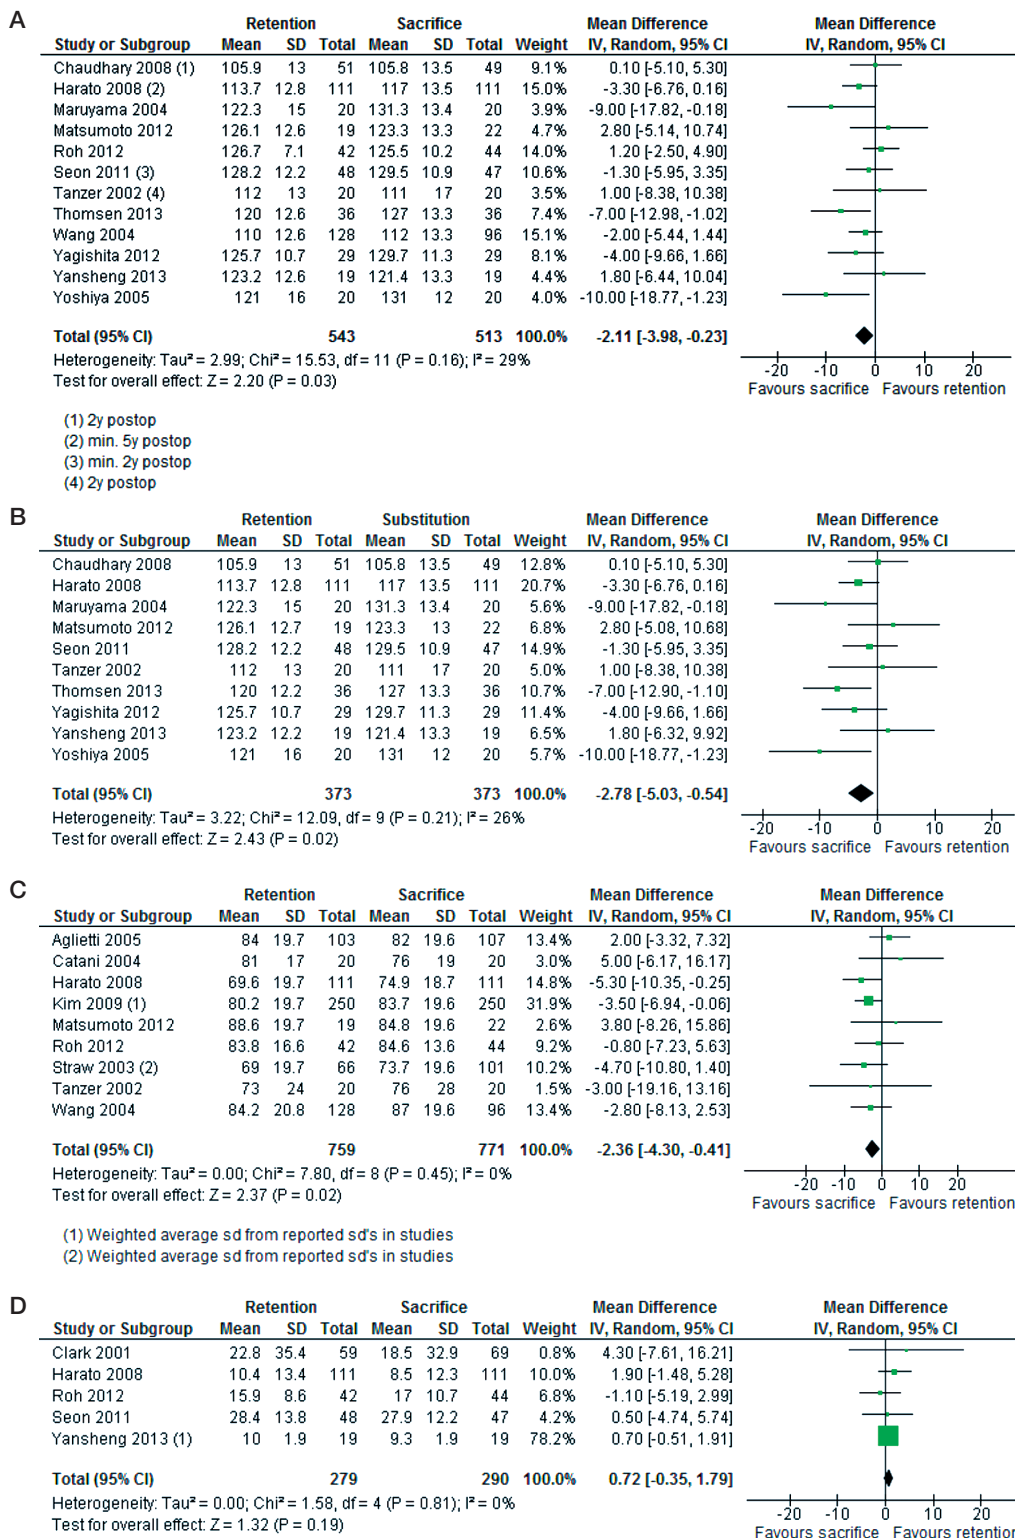 A
Retention Sacrifice Mean Difference Mean Difference
Study or Subgroup Mean SD Total Mean SD Total Weight IV, Random, 95% CI IV, Random, 95% CI
Chaudhary 2008 (1) 105.9 13 51 105.8 13.5 49 9.1% 0.10 [-5.10, 5.30]
Harato 2008 (2) 113.7 12.8 111 117 13.5 111 15.0% -3.30 [-6.76, 0.16]
Maruyama 2004 122.3 15 20 131.3 13.4 20 3.9% -9.00 [-17.82, -0.18]
Matsumoto 2012 126.1 12.6 19 123.3 13.3 22 4.7% 2.80 [-5.14, 10.74]
Roh 2012 126.7 7.1 42 125.5 10.2 44 14.0% 1.20 [-2.50, 4.90]
Seon 2011 (3) 128.2 12.2 48 129.5 10.9 47 9.6% -1.30 [-5.95, 3.35]
Tanzer 2002 (4) 112 13 20 111 17 20 3.5% 1.00 [-8.38, 10.38]
Thomsen 2013 120 12.6 36 127 13.3 36 7.4% -7.00 [-12.98, -1.02]
Wang 2004 110 12.6 128 112 13.3 96 15.1% -2.00 [-5.44, 1.44]
Yagishita 2012 125.7 10.7 29 129.7 11.3 29 8.1% -4.00 [-9.66, 1.66]
Yansheng 2013 123.2 12.6 19 121.4 13.3 19 4.4% 1.80 [-6.44, 10.04]
Yoshiya 2005 121 16 20 131 12 20 4.0% -10.00 [-18.77, -1.23]
Total (95% CI) 543 513 100.0% -2.11 [-3.98, -0.23]
Heterogeneity: Tau² = 2.99; Chi² = 15.53, df = 11 (P = 0.16); I² = 29%
Test for overall effect: Z = 2.20 (P = 0.03)
-20 -10 0 10 20
Favours sacrifice Favours retention
(1) 2y postop
(2) min. 5y postop
(3) min. 2y postop
(4) 2y postop
B
Retention Substitution Mean Difference Mean Difference
Study or Subgroup Mean SD Total Mean SD Total Weight IV, Random, 95% CI IV, Random, 95% CI
Chaudhary 2008 105.9 13 51 105.8 13.5 49 12.8% 0.10 [-5.10, 5.30]
Harato 2008 113.7 12.8 111 117 13.5 111 20.7% -3.30 [-6.76, 0.16]
Maruyama 2004 122.3 15 20 131.3 13.4 20 5.6% -9.00 [-17.82, -0.18]
Matsumoto 2012 126.1 12.7 19 123.3 13 22 6.8% 2.80 [-5.08, 10.68]
Seon 2011 128.2 12.2 48 129.5 10.9 47 14.9% -1.30 [-5.95, 3.35]
Tanzer 2002 112 13 20 111 17 20 5.0% 1.00 [-8.38, 10.38]
Thomsen 2013 120 12.2 36 127 13.3 36 10.7% -7.00 [-12.90, -1.10]
Yagishita 2012 125.7 10.7 29 129.7 11.3 29 11.4% -4.00 [-9.66, 1.66]
Yansheng 2013 123.2 12.2 19 121.4 13.3 19 6.5% 1.80 [-6.32, 9.92]
Yoshiya 2005 121 16 20 131 12 20 5.7% -10.00 [-18.77, -1.23]
Total (95% CI) 373 373 100.0% -2.78 [-5.03, -0.54]
Heterogeneity: Tau² = 3.22; Chi² = 12.09, df = 9 (P = 0.21); I² = 26%
Test for overall effect: Z = 2.43 (P = 0.02)
-20 -10 0 10 20
Favours sacrifice Favours retention
C
Retention Sacrifice Mean Difference Mean Difference
Study or Subgroup Mean SD Total Mean SD Total Weight IV, Random, 95% CI IV, Random, 95% CI
Aglietti 2005 84 19.7 103 82 19.6 107 13.4% 2.00 [-3.32, 7.32]
Catani 2004 81 17 20 76 19 20 3.0% 5.00 [-6.17, 16.17]
Harato 2008 69.6 19.7 111 74.9 18.7 111 14.8% -5.30 [-10.35, -0.25]
Kim 2009 (1) 80.2 19.7 250 83.7 19.6 250 31.9% -3.50 [-6.94, -0.06]
Matsumoto 2012 88.6 19.7 19 84.8 19.6 22 2.6% 3.80 [-8.26, 15.86]
Roh 2012 83.8 16.6 42 84.6 13.6 44 9.2% -0.80 [-7.23, 5.63]
Straw 2003 (2) 69 19.7 66 73.7 19.6 101 10.2% -4.70 [-10.80, 1.40]
Tanzer 2002 73 24 20 76 28 20 1.5% -3.00 [-19.16, 13.16]
Wang 2004 84.2 20.8 128 87 19.6 96 13.4% -2.80 [-8.13, 2.53]
Total (95% CI) 759 771 100.0% -2.36 [-4.30, -0.41]
Heterogeneity: Tau² = 0.00; Chi² = 7.80, df = 8 (P = 0.45); I² = 0%
Test for overall effect: Z = 2.37 (P = 0.02)
-20 -10 0 10 20
Favours sacrifice Favours retention
(1) Weighted average sd from reported sd's in studies
(2) Weighted average sd from reported sd's in studies
D
Retention Sacrifice Mean Difference Mean Difference
Study or Subgroup Mean SD Total Mean SD Total Weight IV, Random, 95% CI IV, Random, 95% CI
Clark 2001 22.8 35.4 59 18.5 32.9 69 0.8% 4.30 [-7.61, 16.21]
Harato 2008 10.4 13.4 111 8.5 12.3 111 10.0% 1.90 [-1.48, 5.28]
Roh 2012 15.9 8.6 42 17 10.7 44 6.8% -1.10 [-5.19, 2.99]
Seon 2011 28.4 13.8 48 27.9 12.2 47 4.2% 0.50 [-4.74, 5.74]
Yansheng 2013 (1) 10 1.9 19 9.3 1.9 19 78.2% 0.70 [-0.51, 1.91]
Total (95% CI) 279 290 100.0% 0.72 [-0.35, 1.79]
Heterogeneity: Tau² = 0.00; Chi² = 1.58, df = 4 (P = 0.81); I² = 0%
Test for overall effect: Z = 1.32 (P = 0.19)
-20 -10 0 10 20
Favours sacrifice Favours retention